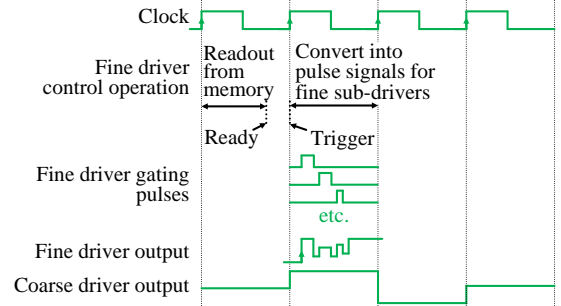 Clock
Fine driver
control operation
Readout
from
memory
Convert into
pulse signals for
fine sub-drivers
Ready
Trigger
Fine driver gating
pulses
etc.
Fine driver output
Coarse driver output